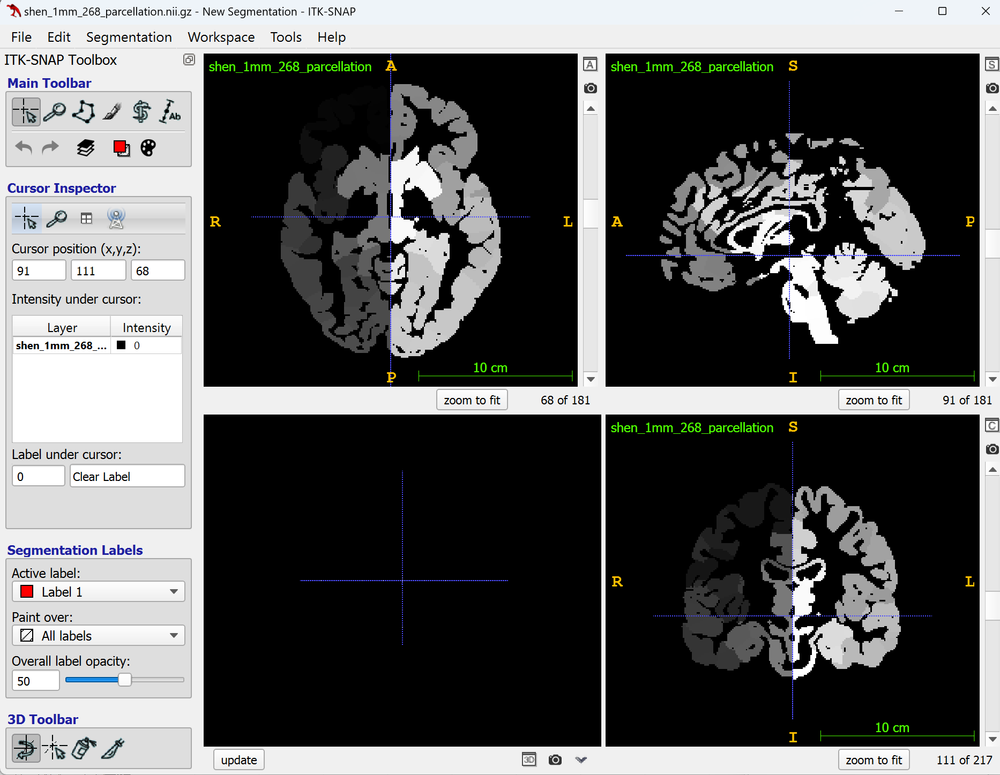 shen_1mm_268_parcellation.nii.gz - New Segmentation - ITK-SNAP
File Edit Segmentation Workspace Tools Help
ITK-SNAP Toolbox
Main Toolbar
Ab
Cursor Inspector
Cursor position (x,y,z):
91 111 68
Intensity under cursor:
Layer Intensity
shen_1mm_268_... 0
Label under cursor:
0 Clear Label
Segmentation Labels
Active label:
Label 1
Paint over:
All labels
Overall label opacity:
50
3D Toolbar
shen_1mm_268_parcellation A
A
R L
10 cm
P
zoom to fit 68 of 181
shen_1mm_268_parcellation S
S
A P
10 cm
I
zoom to fit 91 of 181
update 3D
shen_1mm_268_parcellation S
C
R L
10 cm
I
zoom to fit 111 of 217